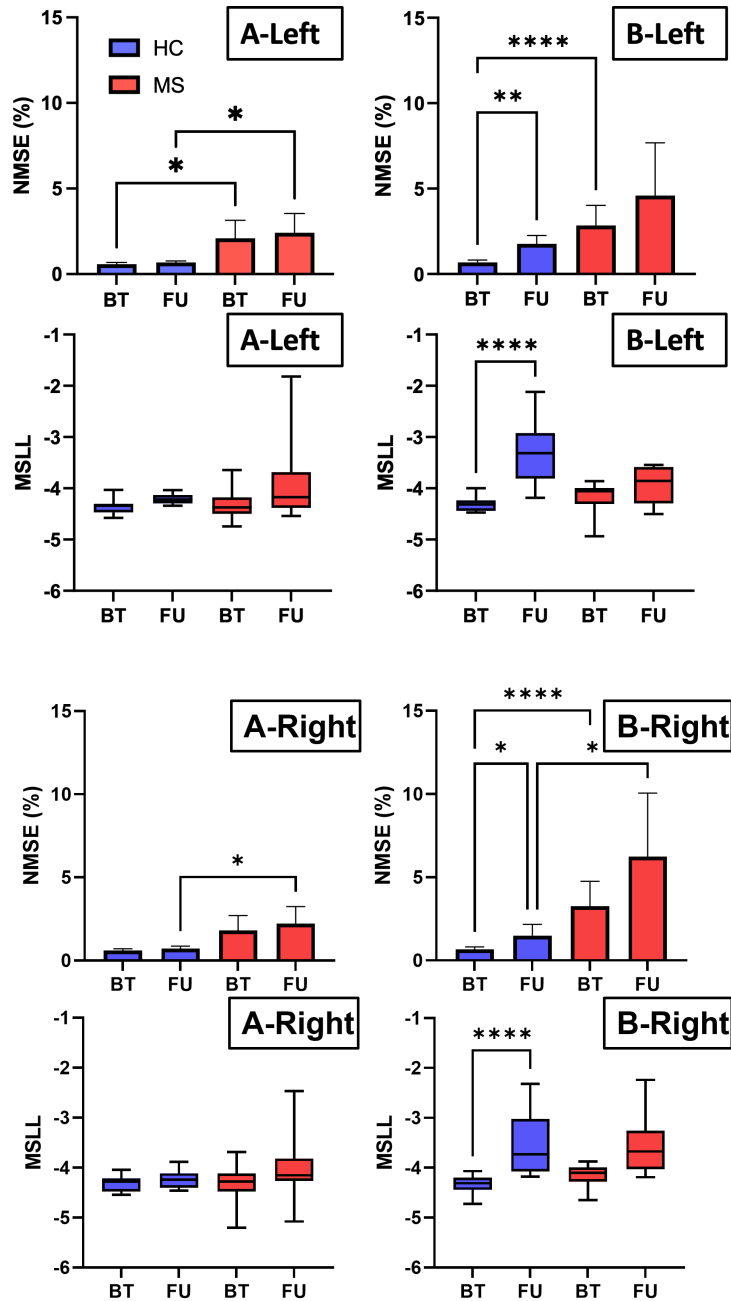 A-Left
HC
MS
NMSE (%)
15
10
5
0
*
*
BT FU BT FU
B-Left
NMSE (%)
15
10
5
0
****
**
BT FU BT FU
A-Left
MSLL
-1
-2
-3
-4
-5
-6
BT FU BT FU
B-Left
MSLL
-1
-2
-3
-4
-5
-6
****
BT FU BT FU
A-Right
NMSE (%)
15
10
5
0
*
BT FU BT FU
B-Right
NMSE (%)
15
10
5
0
****
* *
BT FU BT FU
A-Right
MSLL
-1
-2
-3
-4
-5
-6
BT FU BT FU
B-Right
MSLL
-1
-2
-3
-4
-5
-6
****
BT FU BT FU